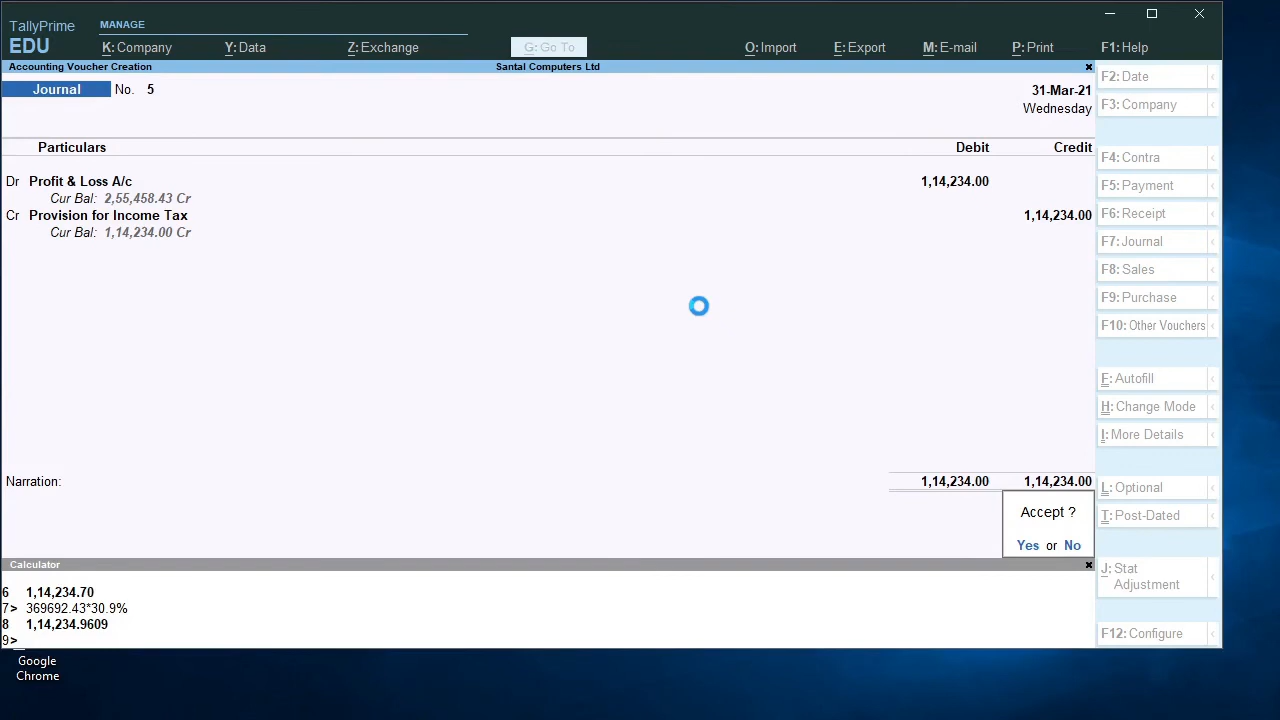 TallyPrime
MANAGE
EDU
K: Company
Y: Data
Z: Exchange
G: Go To
O: Import
E: Export
M: E-mail
P: Print
F1: Help
Accounting Voucher Creation
Santal Computers Ltd
Journal No. 5
31-Mar-21
Wednesday
Particulars Debit Credit
Dr Profit & Loss A/c 1,14,234.00
Cur Bal: 2,55,458.43 Cr
Cr Provision for Income Tax 1,14,234.00
Cur Bal: 1,14,234.00 Cr
Narration: 1,14,234.00 1,14,234.00
Accept ?
Yes or No
F2: Date
F3: Company
F4: Contra
F5: Payment
F6: Receipt
F7: Journal
F8: Sales
F9: Purchase
F10: Other Vouchers
F: Autofill
H: Change Mode
I: More Details
L: Optional
T: Post-Dated
J: Stat
Adjustment
F12: Configure
Calculator
6 1,14,234.70
7> 369692.43*30.9%
8 1,14,234.9609
9>
Google
Chrome